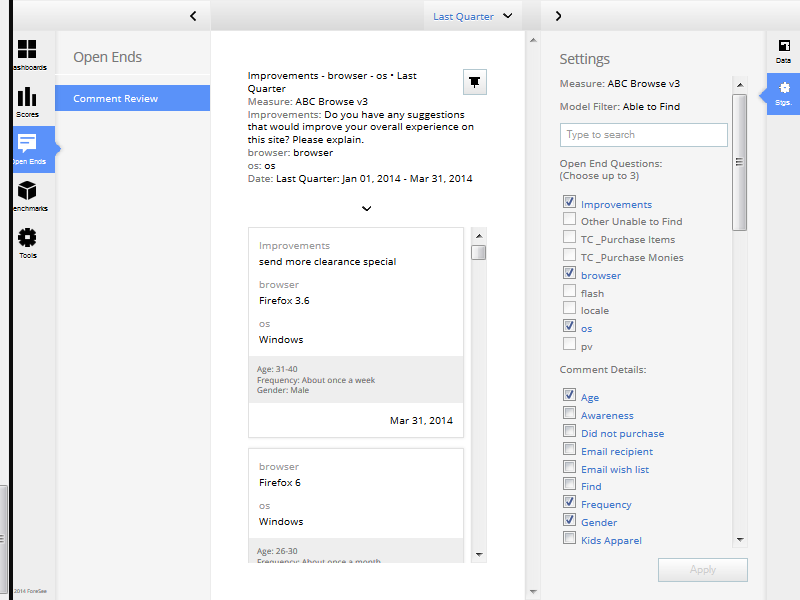 Last Quarter
ashboards
Scores
Open Ends
enchmarks
Tools
2014 ForeSee
Open Ends
Comment Review
Improvements - browser - os • Last
Quarter
Measure: ABC Browse v3
Improvements: Do you have any suggestions
that would improve your overall experience on
this site? Please explain.
browser: browser
os: os
Date: Last Quarter: Jan 01, 2014 - Mar 31, 2014
Improvements
send more clearance special
browser
Firefox 3.6
os
Windows
Age: 31-40
Frequency: About once a week
Gender: Male
Mar 31, 2014
browser
Firefox 6
os
Windows
Age: 26-30
Frequency: About once a month
Settings
Measure: ABC Browse v3
Model Filter: Able to Find
Type to search
Open End Questions:
(Choose up to 3)
Improvements
Other Unable to Find
TC _Purchase Items
TC _Purchase Monies
browser
flash
locale
os
pv
Comment Details:
Age
Awareness
Did not purchase
Email recipient
Email wish list
Find
Frequency
Gender
Kids Apparel
Apply
Data
Stgs.